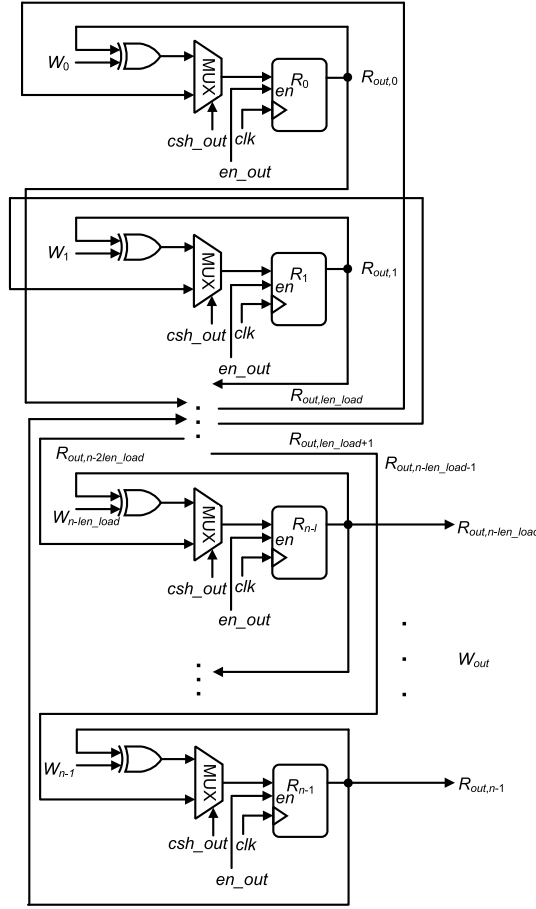 W0
MUX
R0
en
Rout,0
csh_out
clk
en_out
W1
MUX
R1
en
Rout,1
csh_out
clk
en_out
Rout,len_load
Rout,n-2len_load
Rout,len_load+1
Rout,n-len_load-1
Wn-len_load
MUX
Rn-l
en
Rout,n-len_load
csh_out
clk
en_out
Wout
Wn-1
MUX
Rn-1
en
Rout,n-1
csh_out
clk
en_out